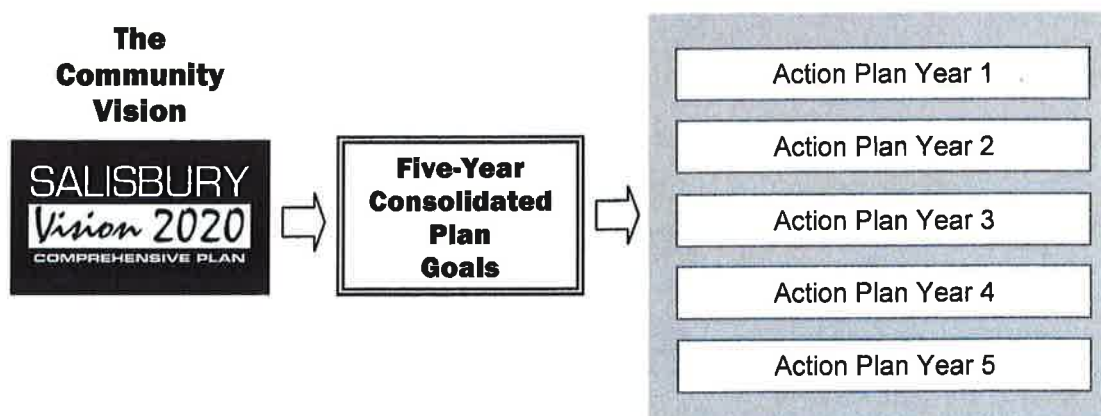 The
Community
Vision
SALISBURY
Vision 2020
COMPREHENSIVE PLAN
Five-Year
Consolidated
Plan
Goals
Action Plan Year 1
Action Plan Year 2
Action Plan Year 3
Action Plan Year 4
Action Plan Year 5